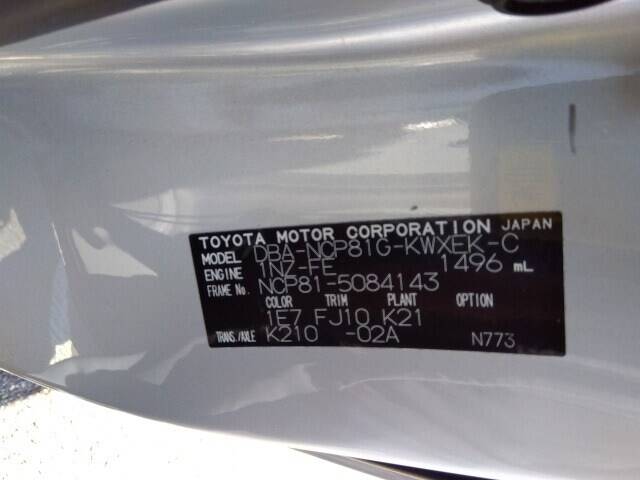 TOYOTA MOTOR CORPORATION JAPAN
MODEL DBA-NCP81G-KWXEK-C
ENGINE 1NZ-FE 1496 mL
FRAME No. NCP81-5084143
COLOR TRIM PLANT OPTION
1E7 FJ10 K21
TRANS./AXLE K210 -02A N773